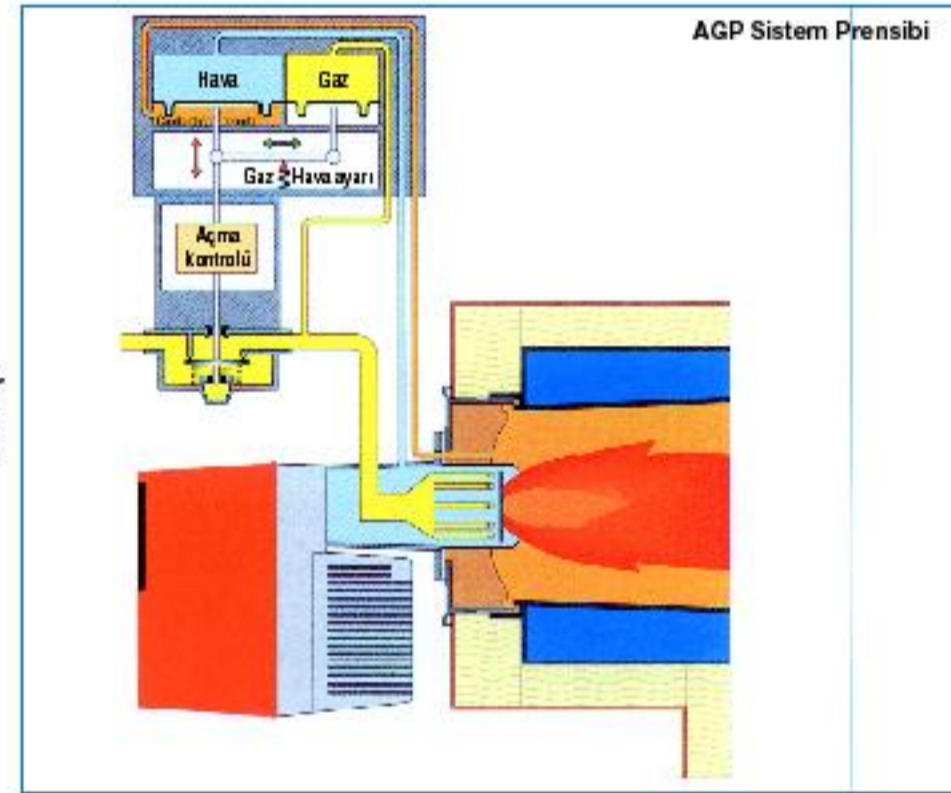 AGP Sistem Prensibi
Hava
Gaz
Gaz
Hava ayarı
Açma
kontrolü